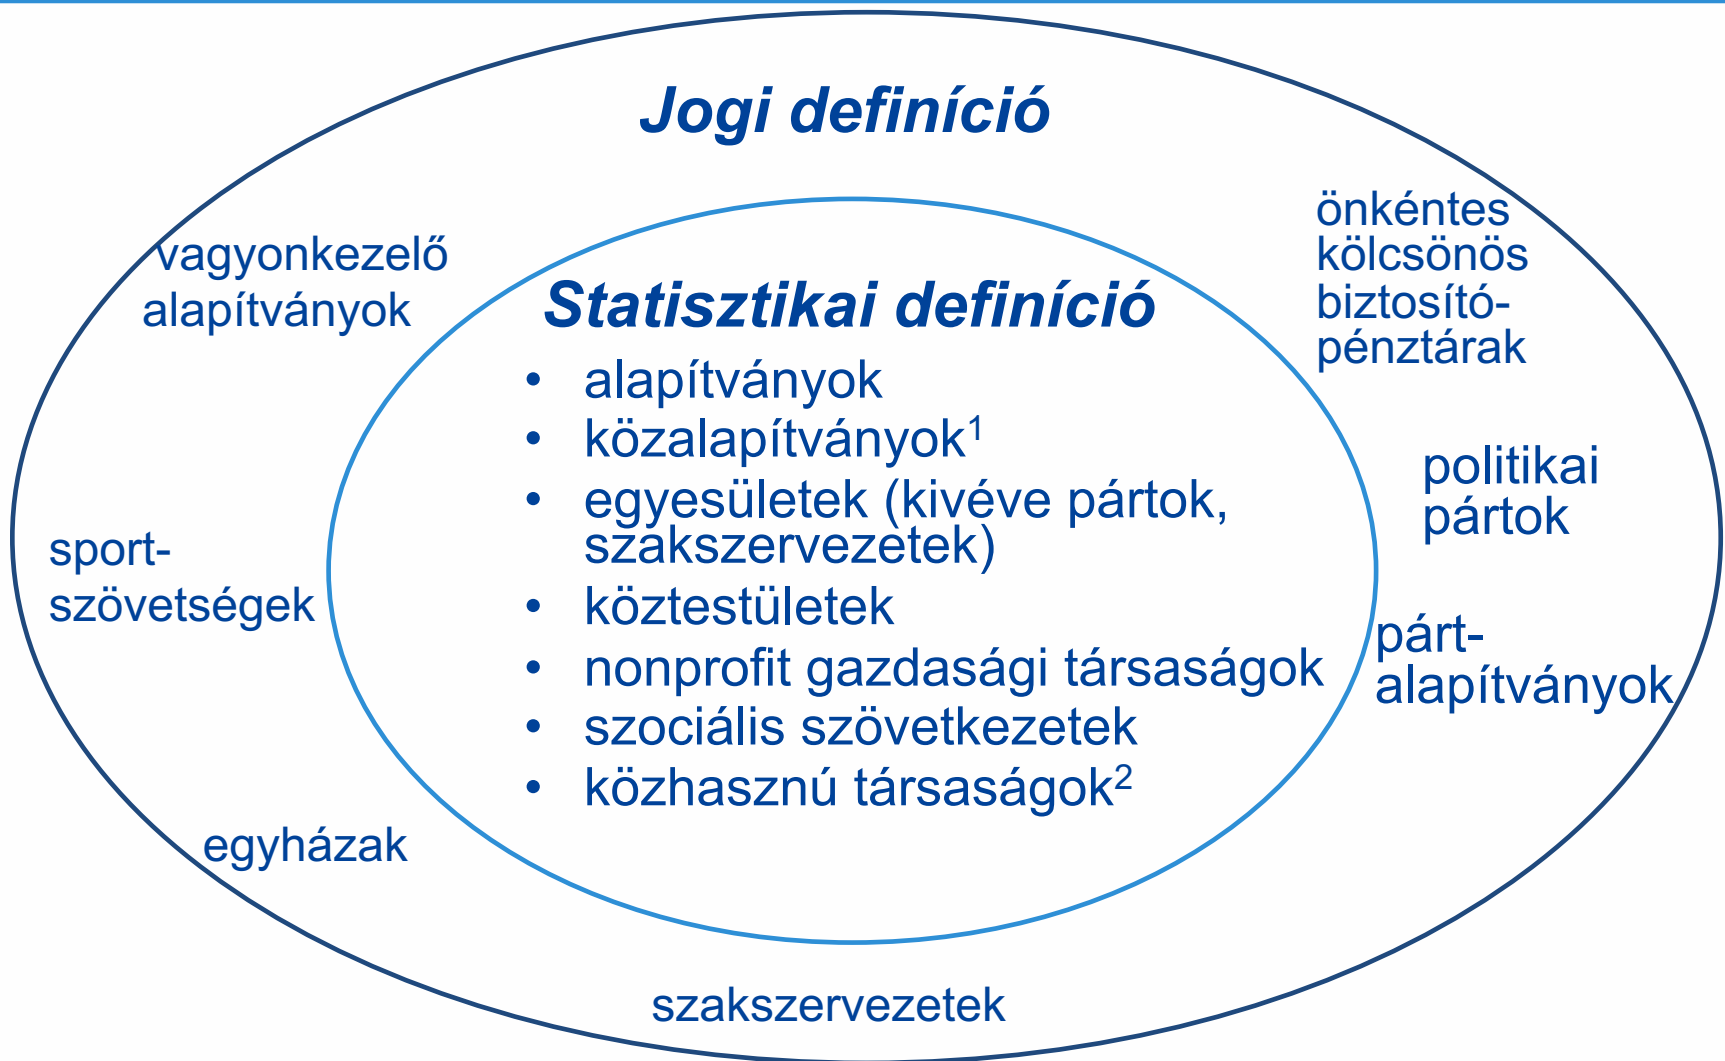 Jogi definíció
vagyonkezelő
alapítványok
önkéntes
kölcsönös
biztosító-
pénztárak
Statisztikai definíció
• alapítványok
• közalapítványok¹
• egyesületek (kivéve pártok,
szakszervezetek)
• köztestületek
• nonprofit gazdasági társaságok
• szociális szövetkezetek
• közhasznú társaságok²
politikai
pártok
sport-
szövetségek
párt-
alapítványok
egyházak
szakszervezetek